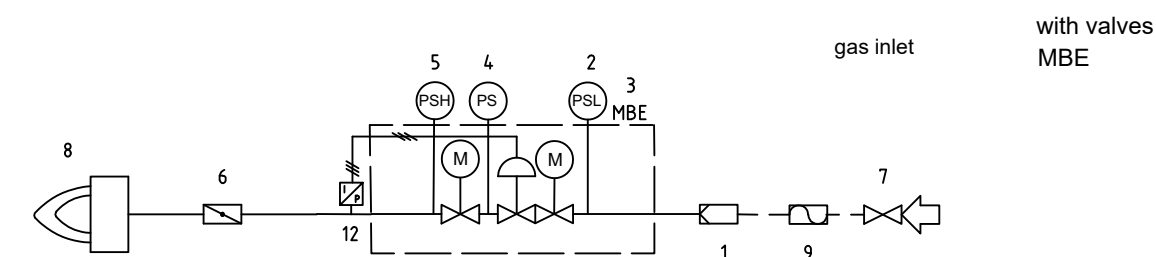 with valves
MBE
gas inlet
5 4 2
3
PSH PS PSL MBE
M M
8 6 7
I
P
12 1 9